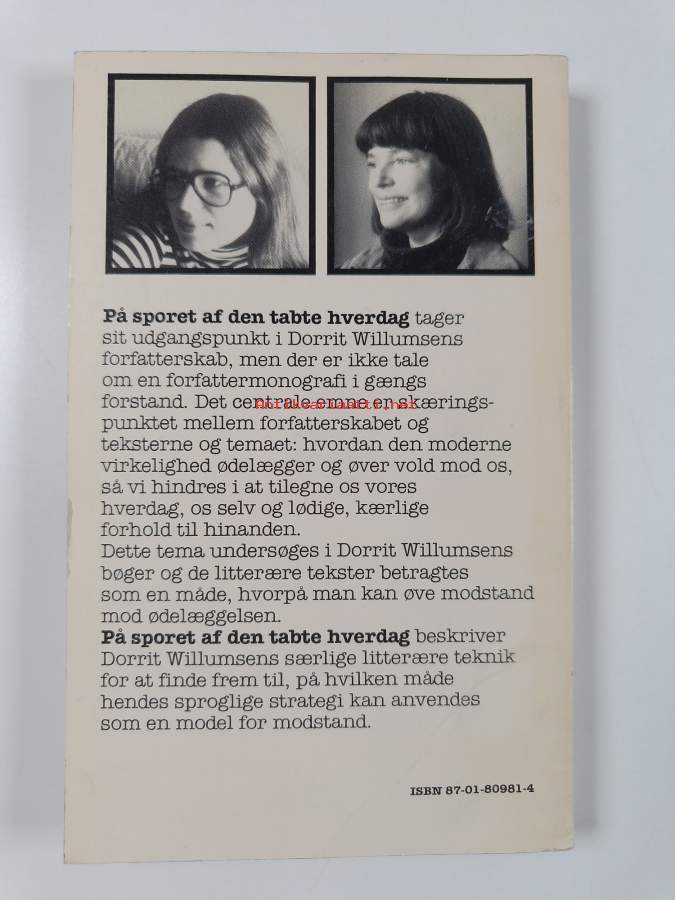 På sporet af den tabte hverdag tager
sit udgangspunkt i Dorrit Willumsens
forfatterskab, men der er ikke tale
om en forfattermonografi i gængs
forstand. Det centrale emne er skærings-
antikvariaatti.net
punktet mellem forfatterskabet og
teksterne og temaet: hvordan den moderne
virkelighed ødelægger og øver vold mod os,
så vi hindres i at tilegne os vores
hverdag, os selv og lødige, kærlige
forhold til hinanden.
Dette tema undersøges i Dorrit Willumsens
bøger og de litterære tekster betragtes
som en måde, hvorpå man kan øve modstand
mod ødelæggelsen.
På sporet af den tabte hverdag beskriver
Dorrit Willumsens særlige litterære teknik
for at finde frem til, på hvilken måde
hendes sproglige strategi kan anvendes
som en model for modstand.
ISBN 87-01-80981-4